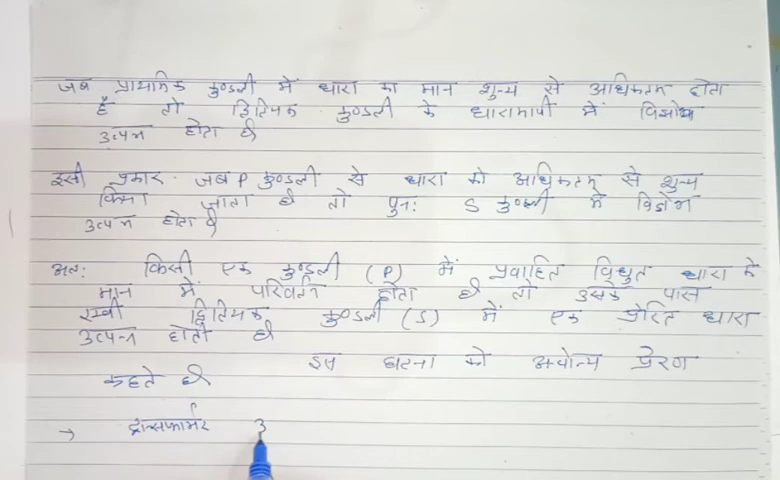 जब प्राथमिक कुण्डली में धारा का मान शुन्य से अधिकतम होता
है तो द्वितियक कुण्डली के धारामापी में विक्षोभ
उत्पन्न होता है
इसी प्रकार जब P कुण्डली से धारा को अधिकतम् से शुन्य
किया जाता है तो पुनः S कुण्डली में विक्षोभ
उत्पन्न होता है
अतः किसी एक कुण्डली (P) में प्रवाहित विधुत धारा के
मान में परिवर्तन होता है तो उसके पास
रखी द्वितियक कुण्डली (S) में एक प्रेरित धारा
उत्पन्न होती है
इस घटना को अन्योन्य प्रेरण
कहते है
→ ट्रांसफार्मर